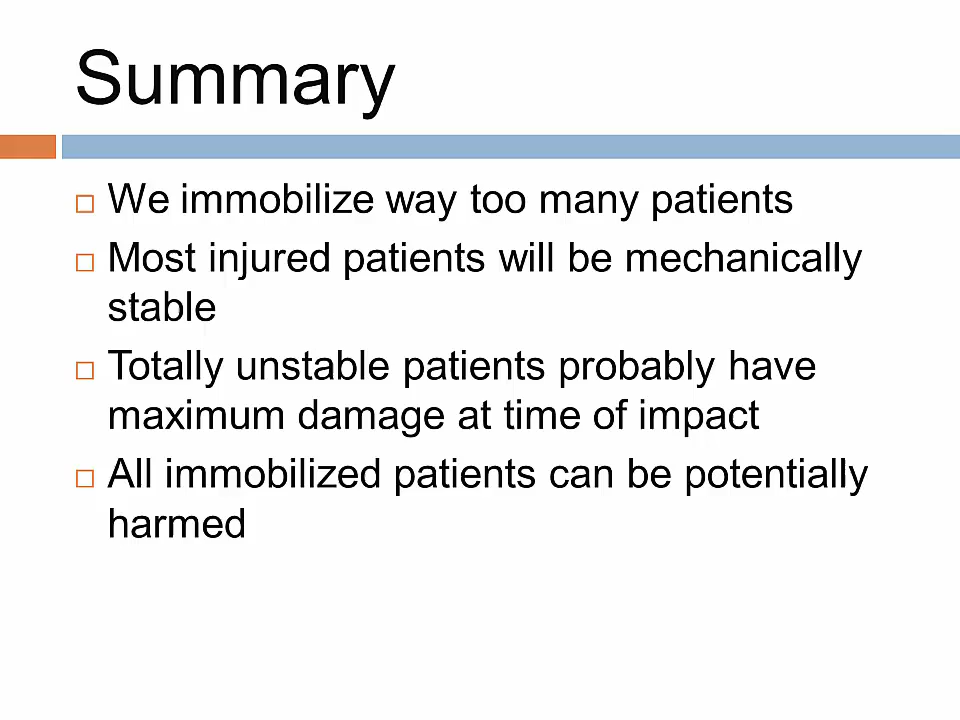 Summary
We immobilize way too many patients
Most injured patients will be mechanically
stable
Totally unstable patients probably have
maximum damage at time of impact
All immobilized patients can be potentially
harmed